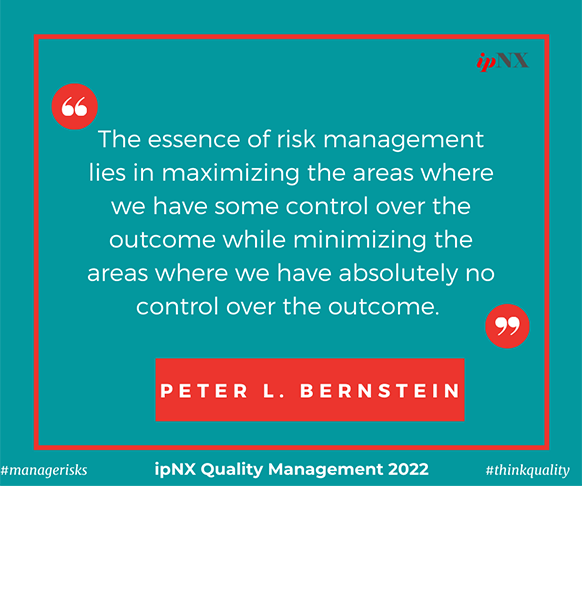 ipNX
“
The essence of risk management
lies in maximizing the areas where
we have some control over the
outcome while minimizing the
areas where we have absolutely no
control over the outcome.
”
PETER L. BERNSTEIN
#managerisks
ipNX Quality Management 2022
#thinkquality